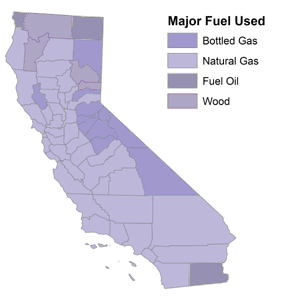 Major Fuel Used
Bottled Gas
Natural Gas
Fuel Oil
Wood